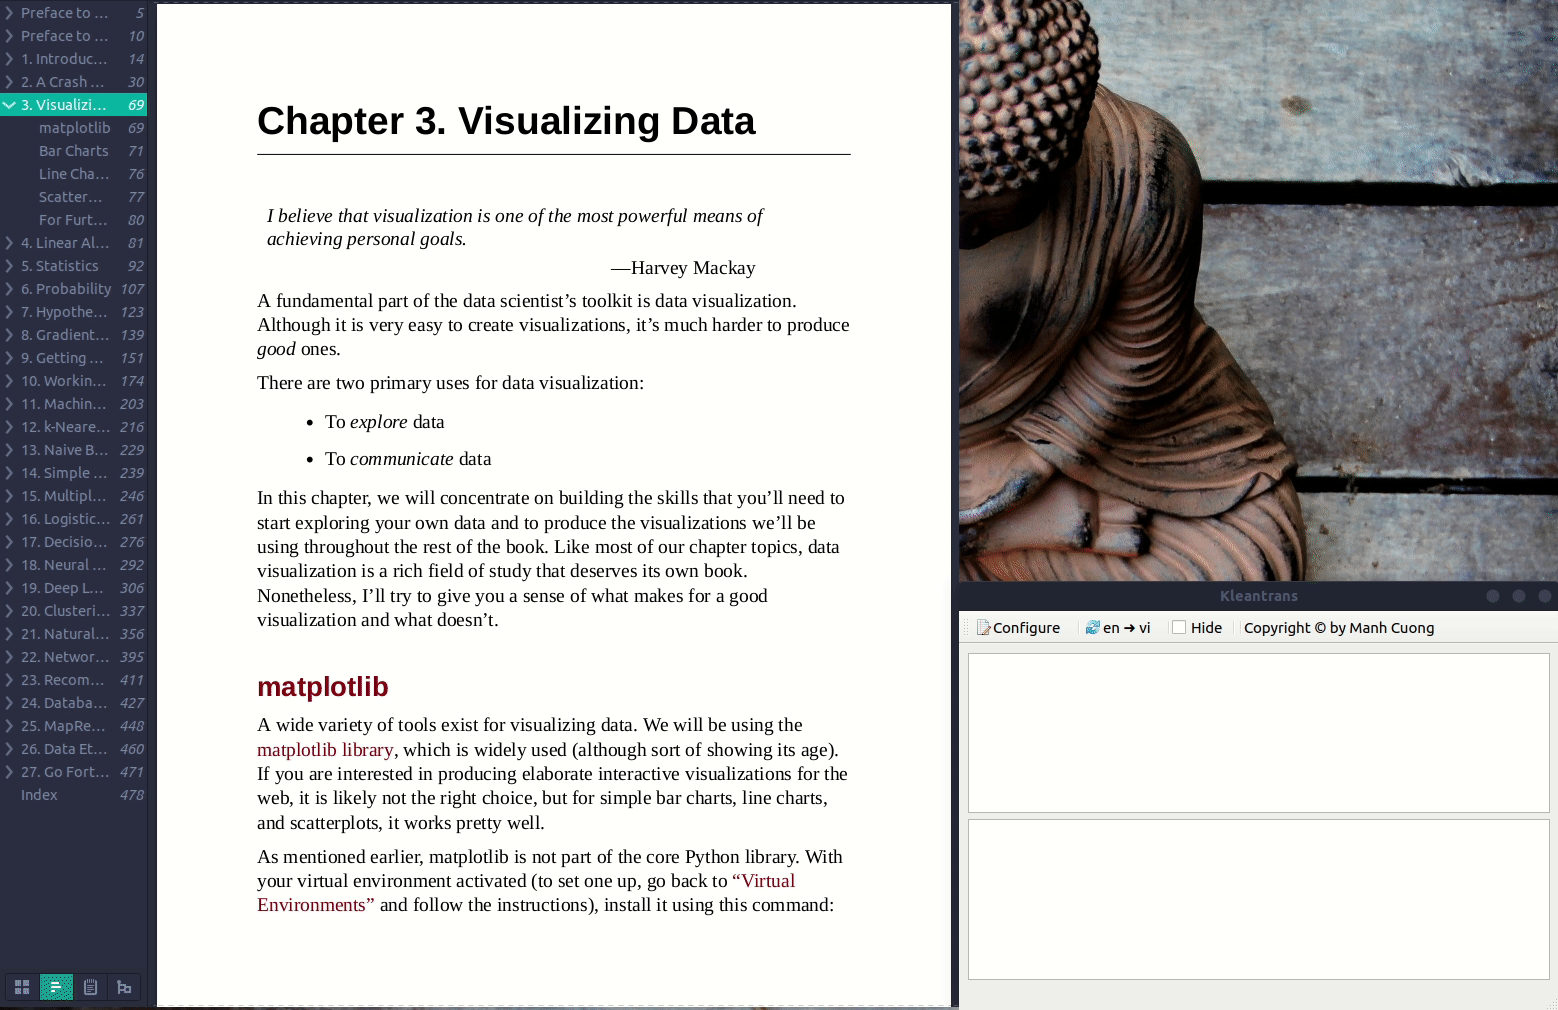 Preface to ... 5
Preface to ... 10
1. Introduc... 14
2. A Crash ... 30
3. Visualizi... 69
matplotlib 69
Bar Charts 71
Line Cha... 76
Scatter... 77
For Furt... 80
4. Linear Al... 81
5. Statistics 92
6. Probability 107
7. Hypothe... 123
8. Gradient... 139
9. Getting ... 151
10. Workin... 174
11. Machin... 203
12. k-Neare... 216
13. Naive B... 229
14. Simple ... 239
15. Multipl... 246
16. Logistic... 261
17. Decisio... 276
18. Neural ... 292
19. Deep L... 306
20. Clusteri... 337
21. Natural... 356
22. Networ... 395
23. Recom... 411
24. Databa... 427
25. MapRe... 448
26. Data Et... 460
27. Go Fort... 471
Index 478
Chapter 3. Visualizing Data
I believe that visualization is one of the most powerful means of
achieving personal goals.
—Harvey Mackay
A fundamental part of the data scientist’s toolkit is data visualization.
Although it is very easy to create visualizations, it’s much harder to produce
good ones.
There are two primary uses for data visualization:
• To explore data
• To communicate data
In this chapter, we will concentrate on building the skills that you’ll need to
start exploring your own data and to produce the visualizations we’ll be
using throughout the rest of the book. Like most of our chapter topics, data
visualization is a rich field of study that deserves its own book.
Nonetheless, I’ll try to give you a sense of what makes for a good
visualization and what doesn’t.
matplotlib
A wide variety of tools exist for visualizing data. We will be using the
matplotlib library, which is widely used (although sort of showing its age).
If you are interested in producing elaborate interactive visualizations for the
web, it is likely not the right choice, but for simple bar charts, line charts,
and scatterplots, it works pretty well.
As mentioned earlier, matplotlib is not part of the core Python library. With
your virtual environment activated (to set one up, go back to “Virtual
Environments” and follow the instructions), install it using this command:
Kleantrans
Configure en ➜ vi Hide Copyright © by Manh Cuong